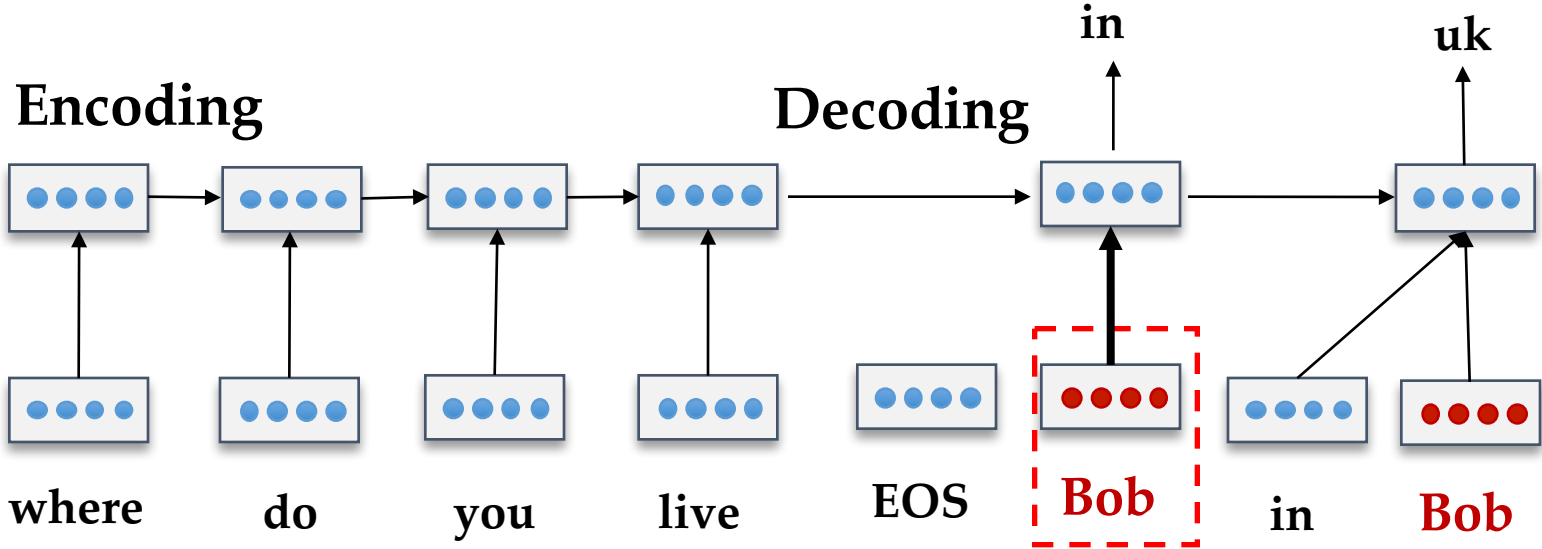 in
uk
Encoding
Decoding
where
do
you
live
EOS
Bob
in
Bob